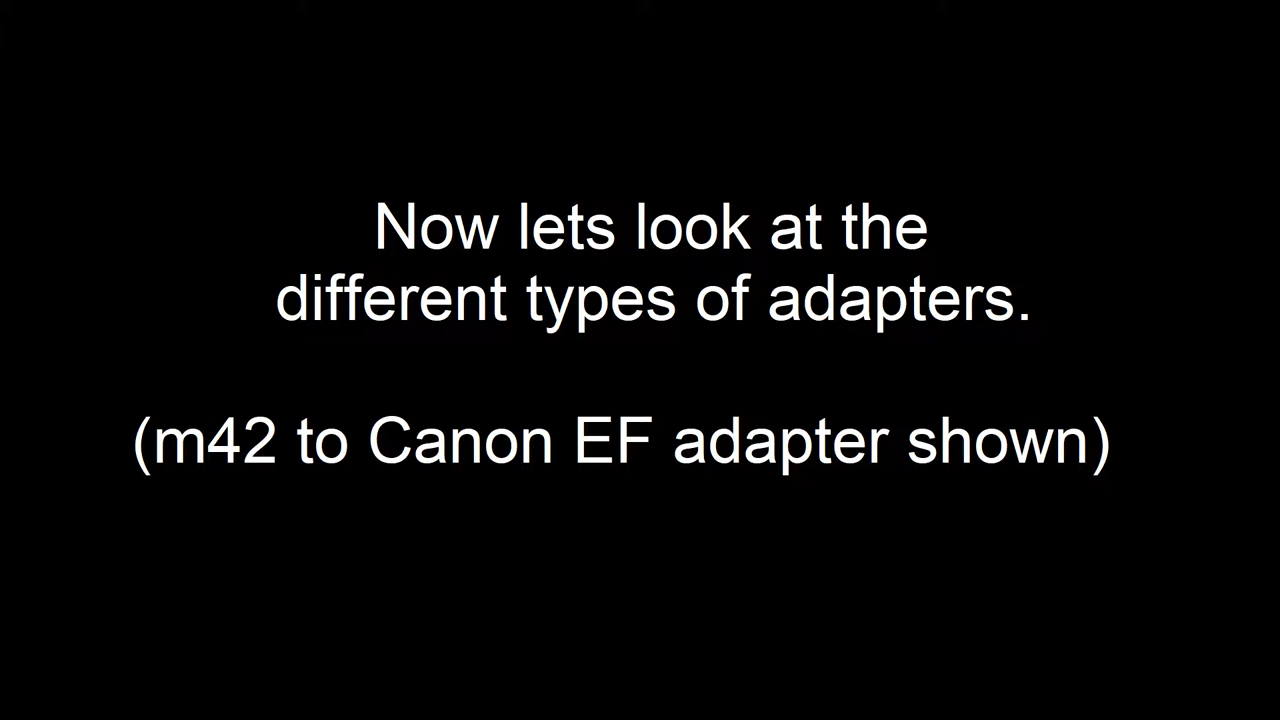 Now lets look at the
different types of adapters.
(m42 to Canon EF adapter shown)